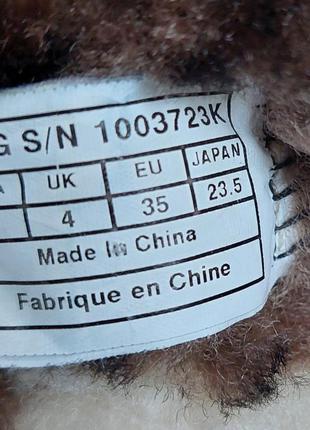 G S/N 1003723K
A UK EU JAPAN
4 35 23.5
Made In China
Fabrique en Chine